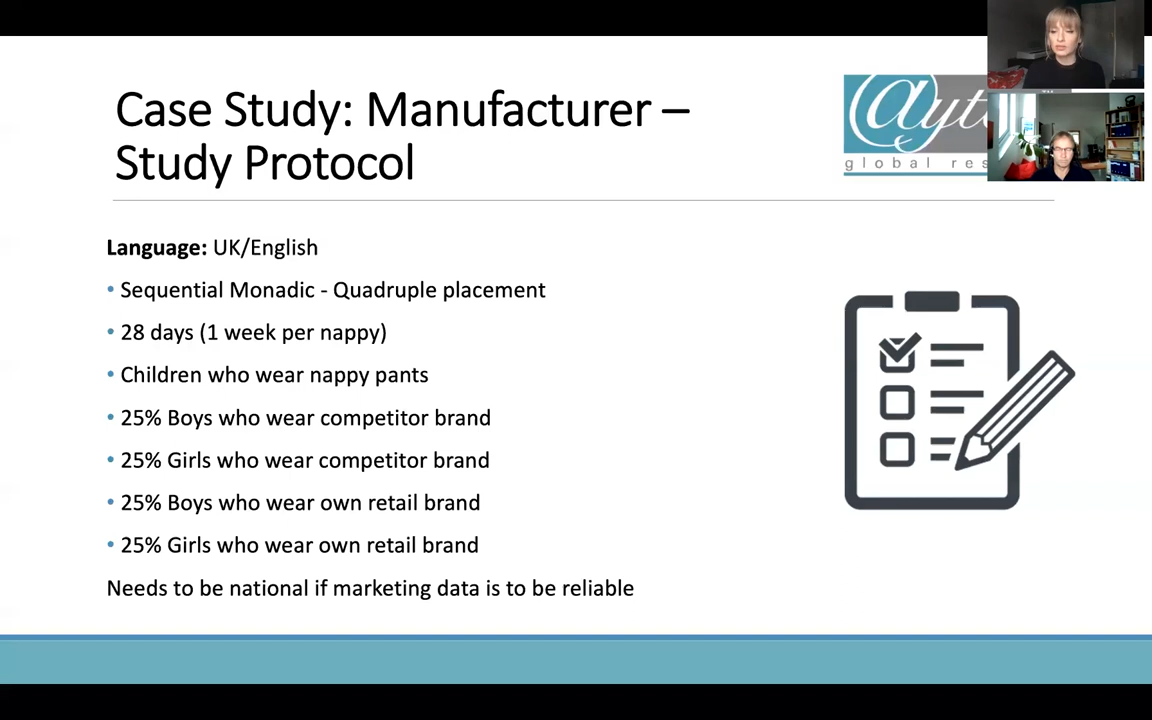 Case Study: Manufacturer –
Study Protocol
@yt
global res
Language: UK/English
• Sequential Monadic - Quadruple placement
• 28 days (1 week per nappy)
• Children who wear nappy pants
• 25% Boys who wear competitor brand
• 25% Girls who wear competitor brand
• 25% Boys who wear own retail brand
• 25% Girls who wear own retail brand
Needs to be national if marketing data is to be reliable